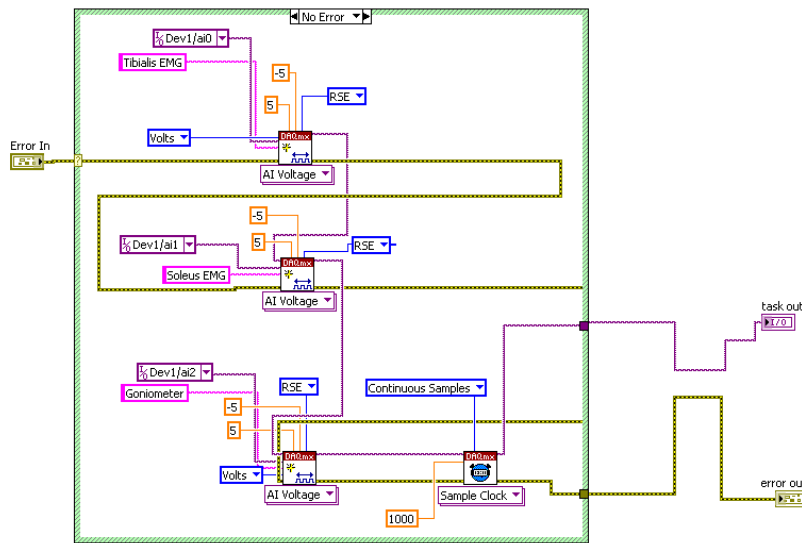 No Error
Dev1/ai0
Tibialis EMG
-5
5
RSE
Volts
DAQmx
Error In
?
AI Voltage
-5
Dev1/ai1
5
RSE
DAQmx
Soleus EMG
AI Voltage
task out
I/O
Dev1/ai2
RSE
Continuous Samples
Goniometer
-5
5
DAQmx
DAQmx
Volts
error out
AI Voltage
Sample Clock
1000